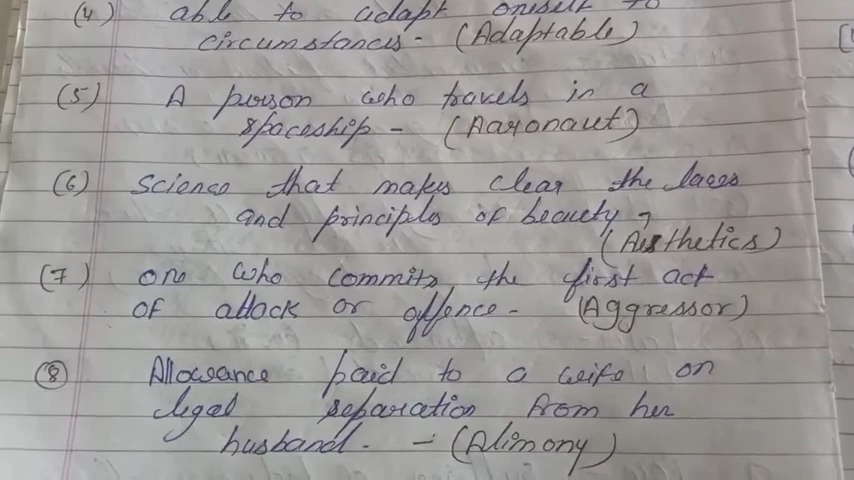 (4) able to adapt oneself to
circumstances - (Adaptable)
(5) A person who travels in a
spaceship - (Aaronaut)
(6) Science that makes clear the laws
and principles of beauty -
(Aesthetics)
(7) one who commits the first act
of attack or offence - (Aggressor)
(8) Allowance paid to a wife on
legal separation from her
husband. - (Alimony)